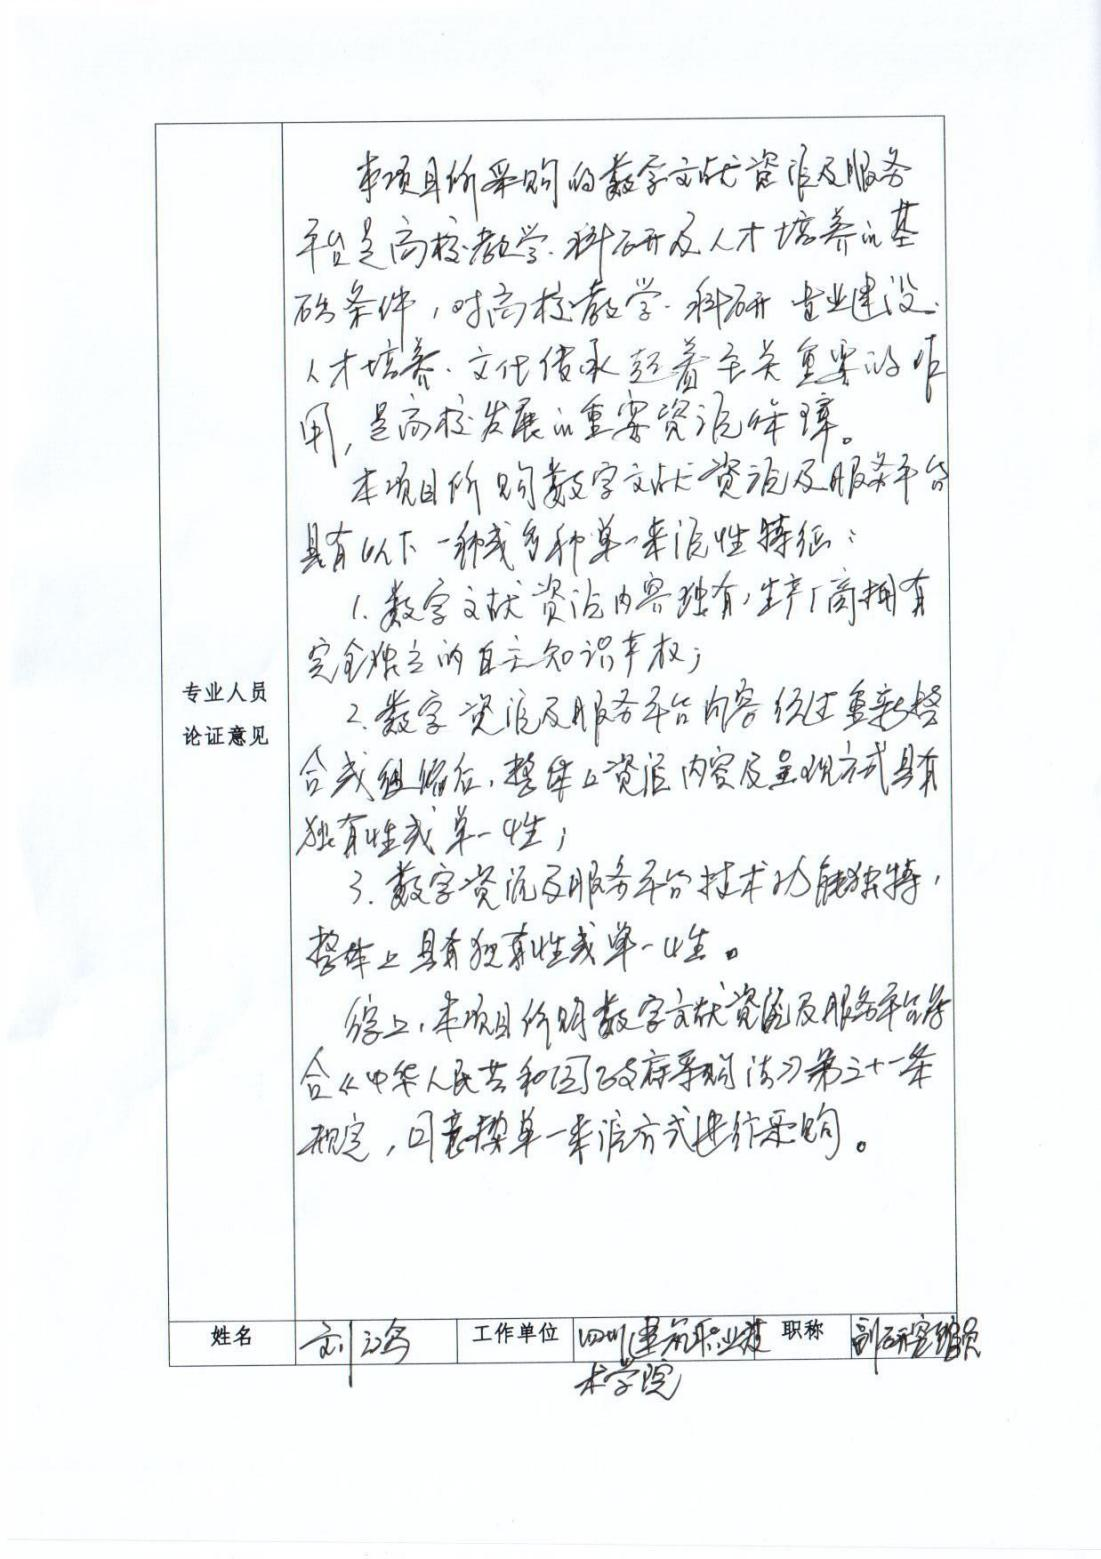 本项目所采购的数字文献资源及服务
平台是高校教学、科研及人才培养的基
础条件，对高校教学、科研、专业建设、
人才培养、文化传承起着至关重要的作
用，是高校发展的重要资源保障。
本项目所购数字文献资源及服务平台
具有以下一种或多种单一来源性特征：
1. 数字文献资源内容独有，生产厂商拥有
完全独立的自主知识产权；
2. 数字资源及服务平台内容经过重新整
合或组织后，整体上资源内容及呈现方式具有
独有性或单一性；
3. 数字资源及服务平台技术功能独特，
整体上具有独有性或单一性。
综上，本项目所购数字文献资源及服务平台符
合《中华人民共和国政府采购法》第三十一条
规定，同意按单一来源方式进行采购。
专业人员
论证意见
姓名 刘 工作单位 四川建筑职业技 职称 副研究馆员
术学院